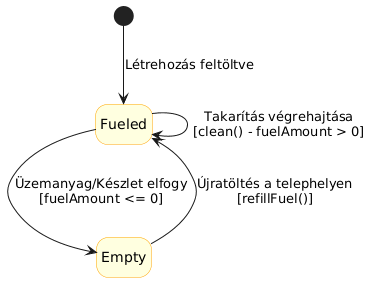 Létrehozás feltöltve
Fueled
Takarítás végrehajtása
[clean() - fuelAmount > 0]
Üzemanyag/Készlet elfogy
[fuelAmount <= 0]
Újratöltés a telephelyen
[refillFuel()]
Empty